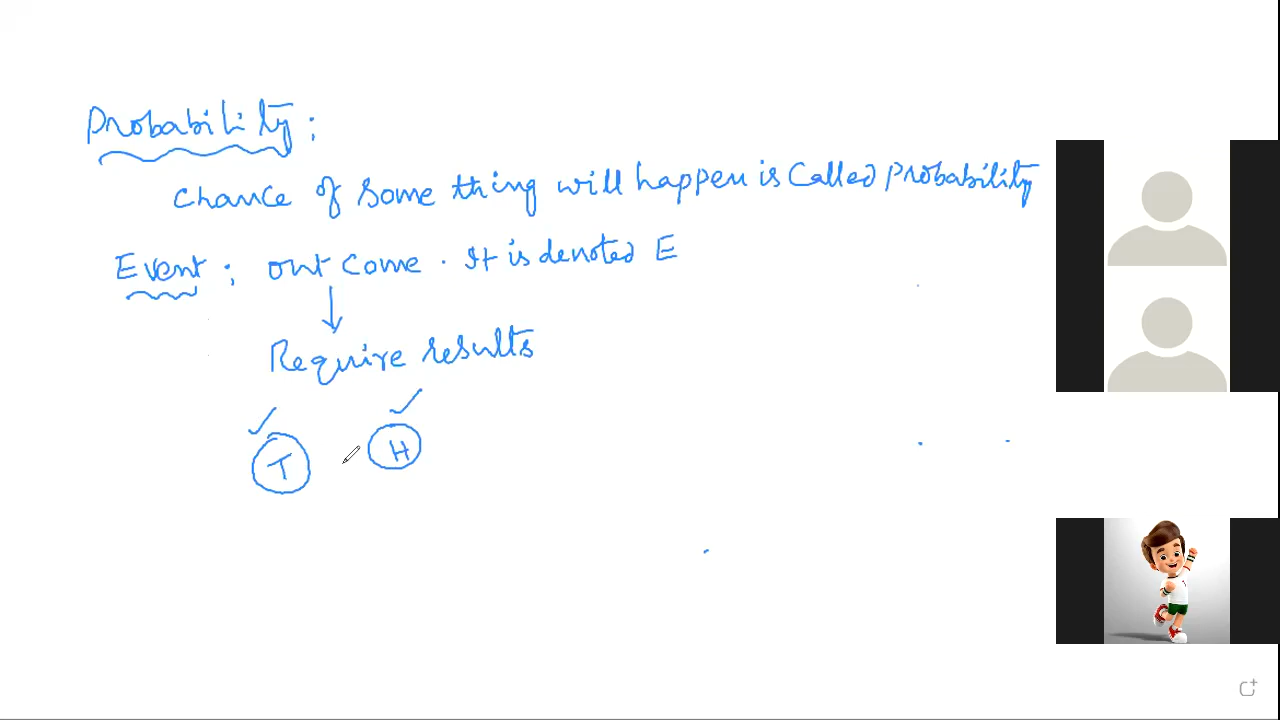 Probability :
Chance of some thing will happen is called probability
Event : out come . It is denoted E
Require results
T H